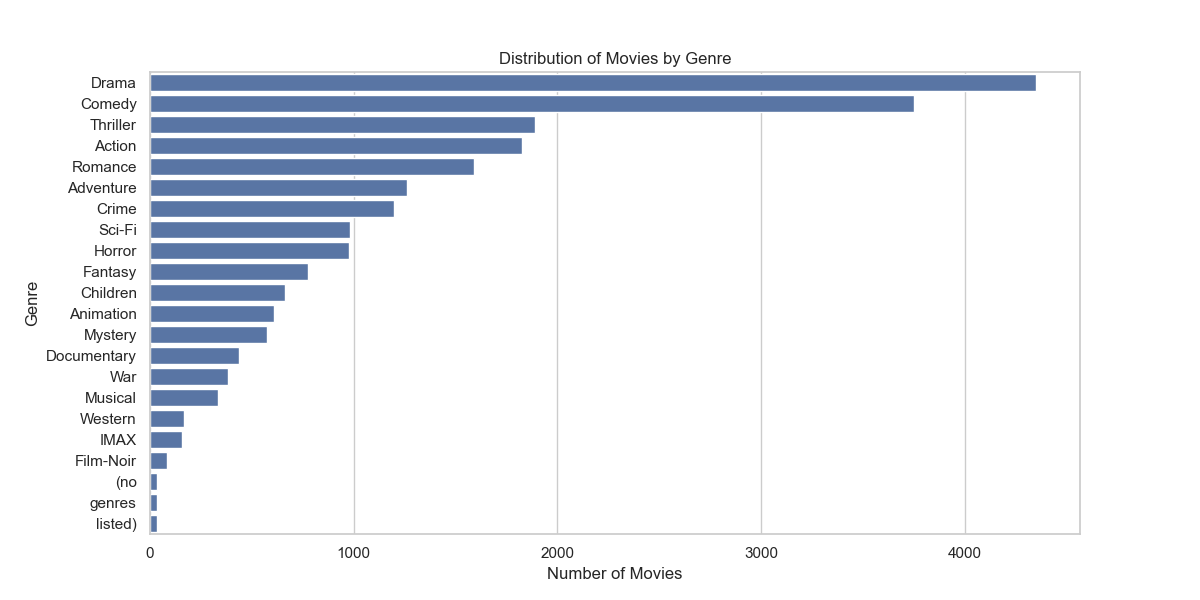 Distribution of Movies by Genre
Drama
Comedy
Thriller
Action
Romance
Adventure
Crime
Sci-Fi
Horror
Fantasy
Children
Animation
Mystery
Documentary
War
Musical
Western
IMAX
Film-Noir
(no
genres
listed)
Genre
0 1000 2000 3000 4000
Number of Movies